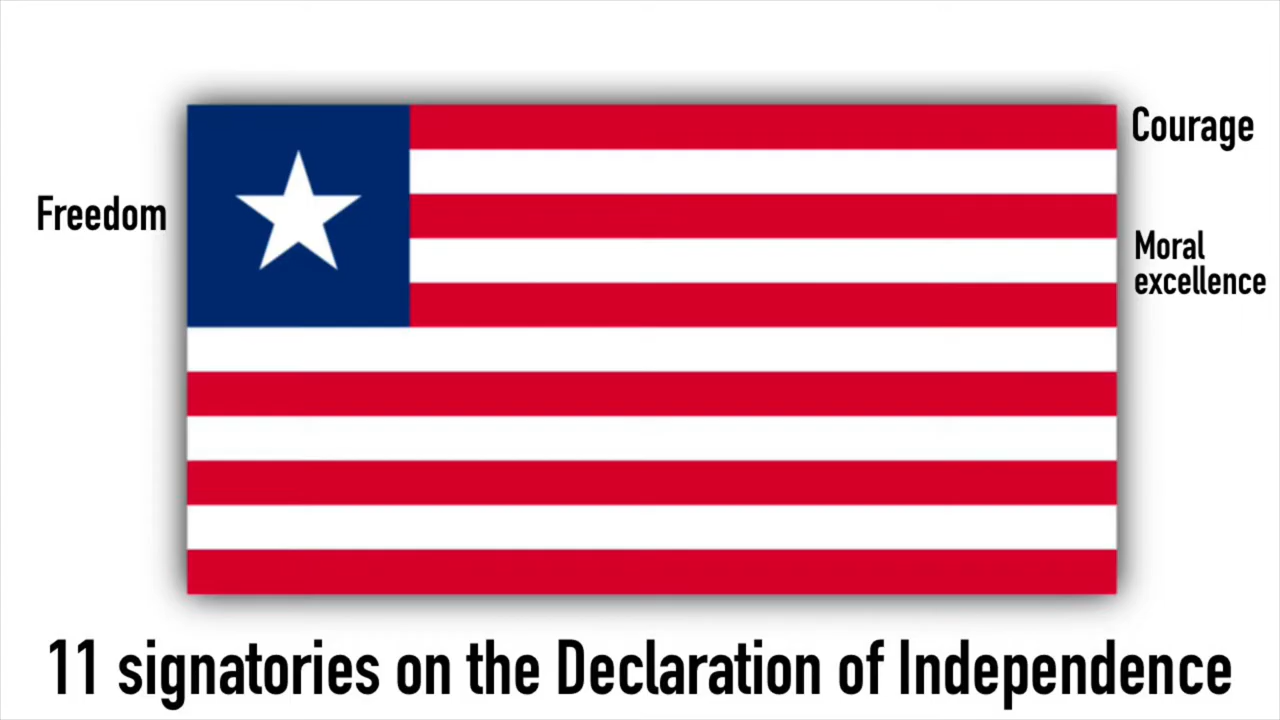 Courage
Freedom
Moral
excellence
11 signatories on the Declaration of Independence